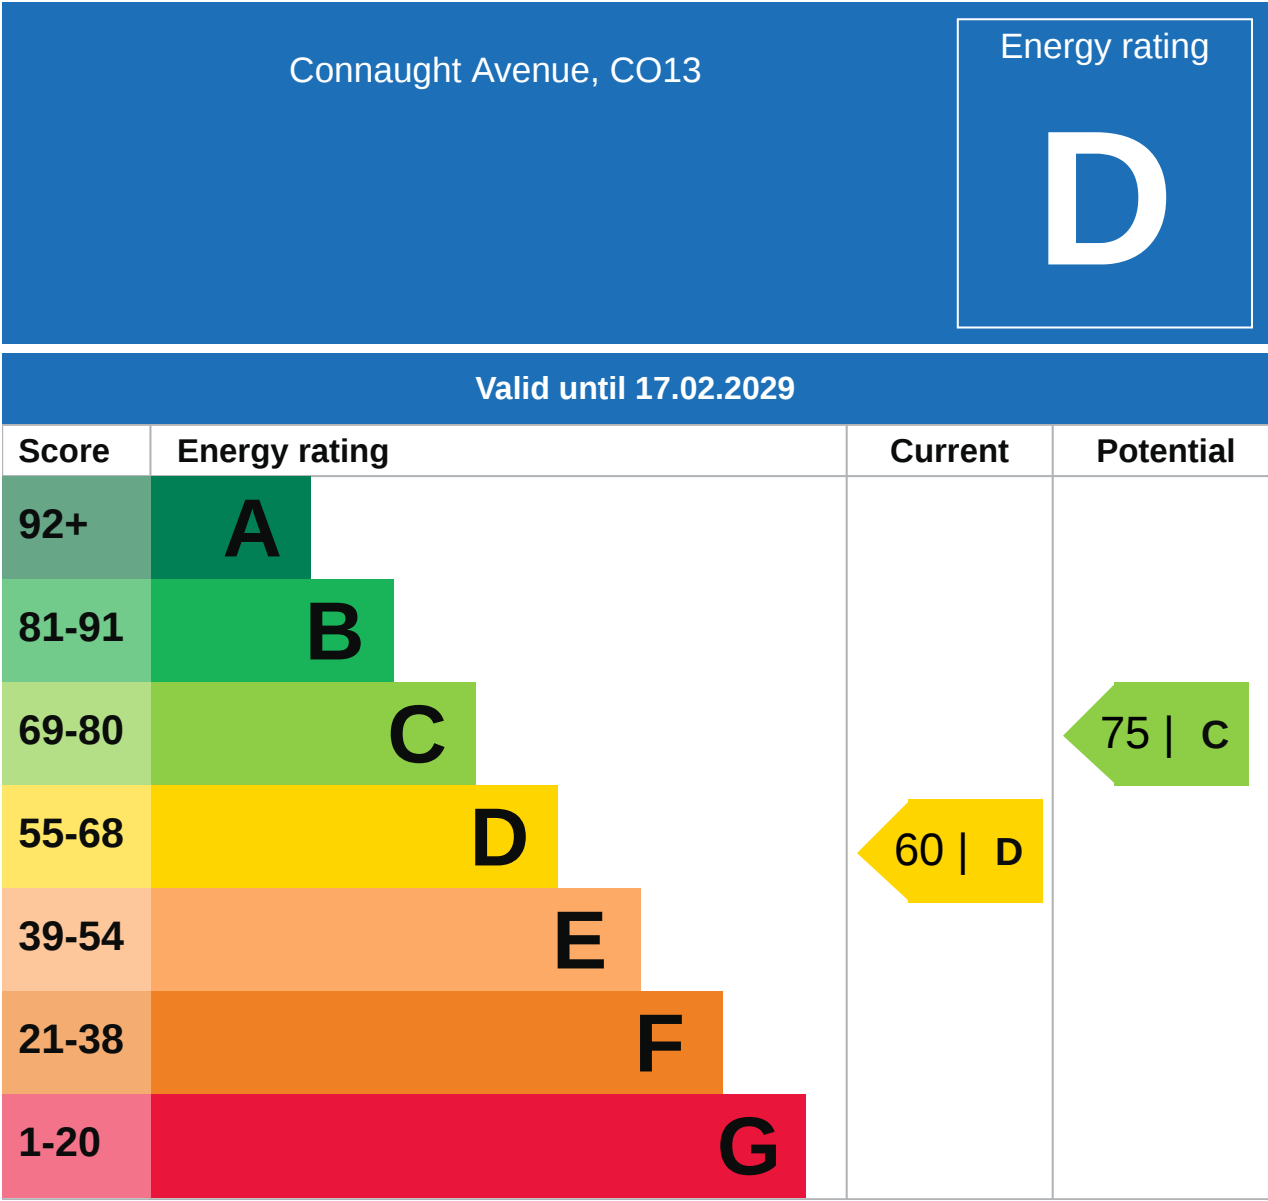 Connaught Avenue, CO13
Energy rating
D
Valid until 17.02.2029
Score Energy rating Current Potential
92+ A
81-91 B
69-80 C 75 | C
55-68 D 60 | D
39-54 E
21-38 F
1-20 G